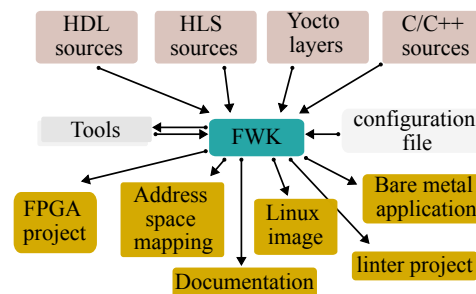 HDL
sources
HLS
sources
Yocto
layers
C/C++
sources
Tools
FWK
configuration
file
FPGA
project
Address
space
mapping
Linux
image
Bare metal
application
Documentation
linter project